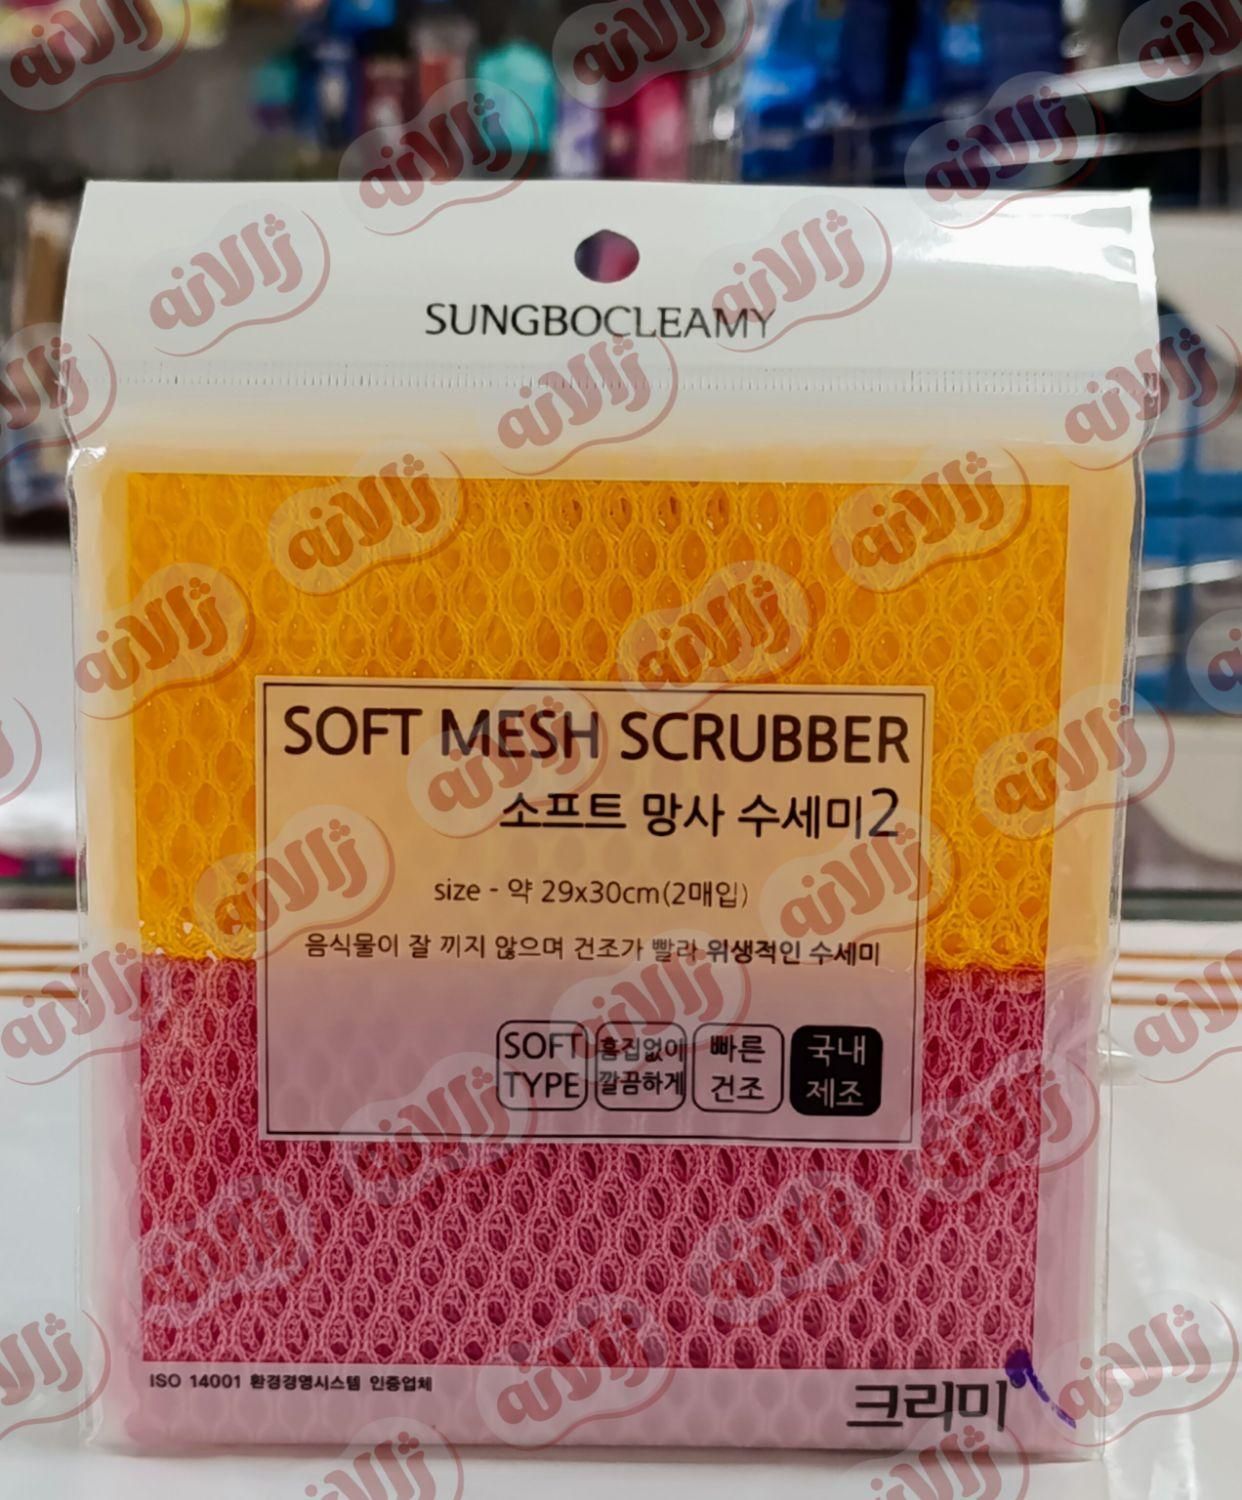 SUNGBOCLEAMY
SOFT MESH SCRUBBER
소프트 망사 수세미2
size - 약 29x30cm(2매입)
음식물이 잘 끼지 않으며 건조가 빨라 위생적인 수세미
SOFT TYPE
흠집없이 깔끔하게
빠른 건조
국내 제조
ISO 14001 환경경영시스템 인증업체
크리미
ژالانه